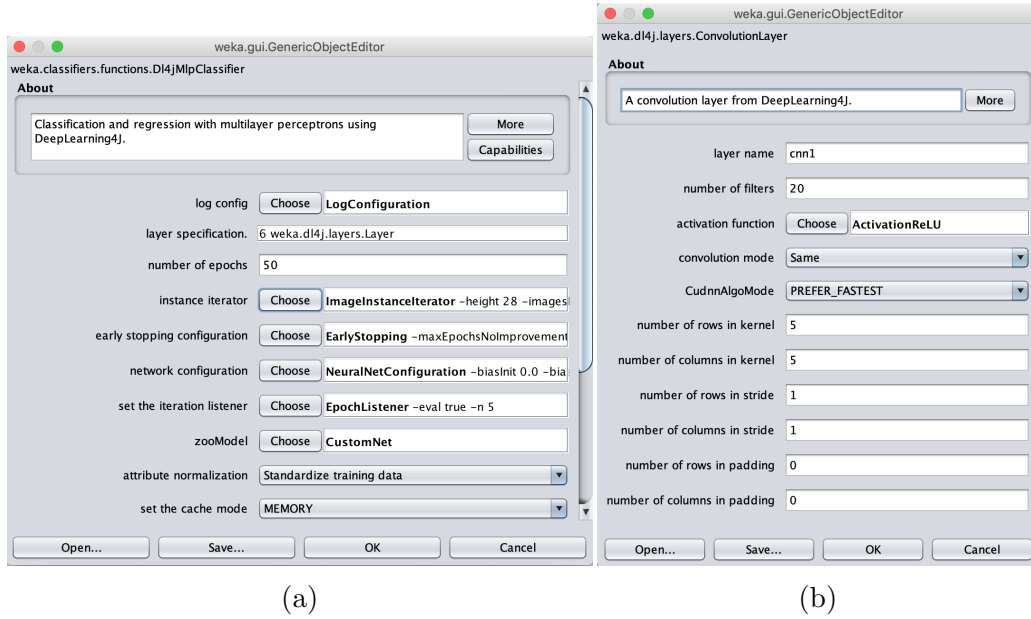 weka.gui.GenericObjectEditor
weka.classifiers.functions.Dl4jMlpClassifier
About
Classification and regression with multilayer perceptrons using
DeepLearning4J.
More
Capabilities
log config Choose LogConfiguration
layer specification. 6 weka.dl4j.layers.Layer
number of epochs 50
instance iterator Choose ImageInstanceIterator -height 28 -images
early stopping configuration Choose EarlyStopping -maxEpochsNoImprovement
network configuration Choose NeuralNetConfiguration -biasInit 0.0 -bia
set the iteration listener Choose EpochListener -eval true -n 5
zooModel Choose CustomNet
attribute normalization Standardize training data
set the cache mode MEMORY
Open... Save... OK Cancel
(a)
weka.gui.GenericObjectEditor
weka.dl4j.layers.ConvolutionLayer
About
A convolution layer from DeepLearning4J. More
layer name cnn1
number of filters 20
activation function Choose ActivationReLU
convolution mode Same
CudnnAlgoMode PREFER_FASTEST
number of rows in kernel 5
number of columns in kernel 5
number of rows in stride 1
number of columns in stride 1
number of rows in padding 0
number of columns in padding 0
Open... Save... OK Cancel
(b)